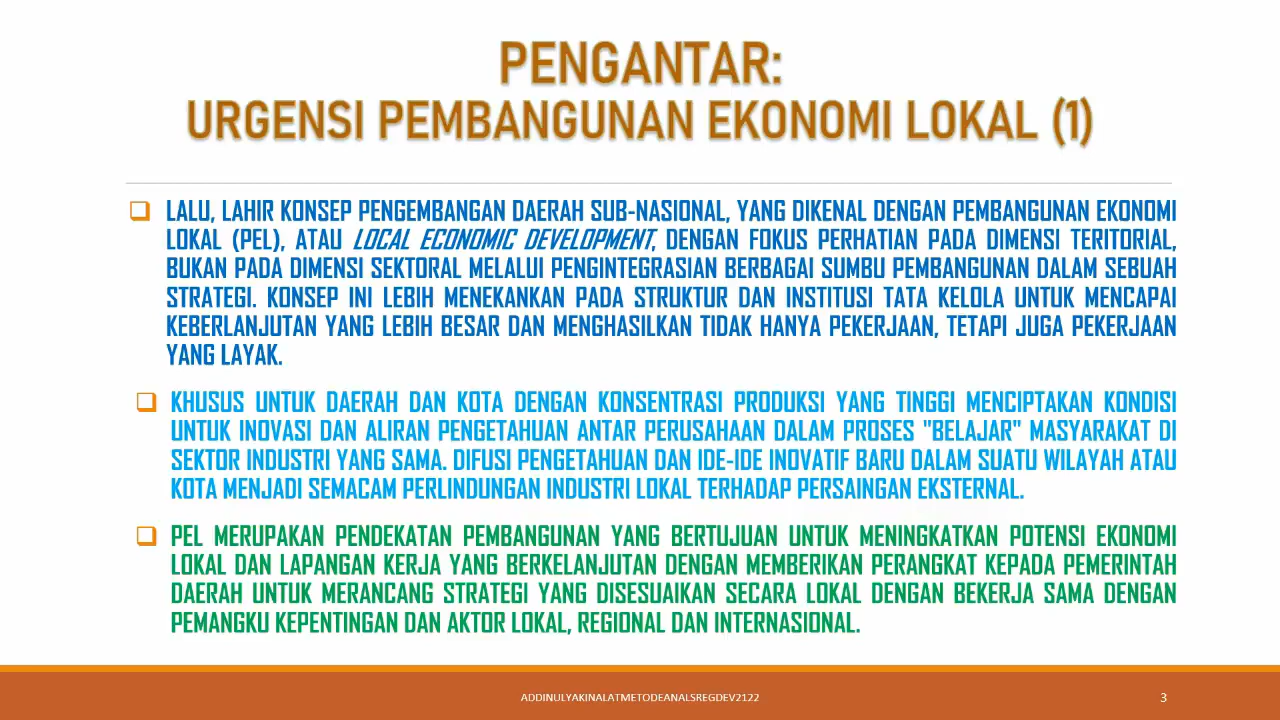 PENGANTAR:
URGENSI PEMBANGUNAN EKONOMI LOKAL (1)
LALU, LAHIR KONSEP PENGEMBANGAN DAERAH SUB-NASIONAL, YANG DIKENAL DENGAN PEMBANGUNAN EKONOMI
LOKAL (PEL), ATAU LOCAL ECONOMIC DEVELOPMENT, DENGAN FOKUS PERHATIAN PADA DIMENSI TERITORIAL,
BUKAN PADA DIMENSI SEKTORAL MELALUI PENGINTEGRASIAN BERBAGAI SUMBU PEMBANGUNAN DALAM SEBUAH
STRATEGI. KONSEP INI LEBIH MENEKANKAN PADA STRUKTUR DAN INSTITUSI TATA KELOLA UNTUK MENCAPAI
KEBERLANJUTAN YANG LEBIH BESAR DAN MENGHASILKAN TIDAK HANYA PEKERJAAN, TETAPI JUGA PEKERJAAN
YANG LAYAK.
KHUSUS UNTUK DAERAH DAN KOTA DENGAN KONSENTRASI PRODUKSI YANG TINGGI MENCIPTAKAN KONDISI
UNTUK INOVASI DAN ALIRAN PENGETAHUAN ANTAR PERUSAHAAN DALAM PROSES "BELAJAR" MASYARAKAT DI
SEKTOR INDUSTRI YANG SAMA. DIFUSI PENGETAHUAN DAN IDE-IDE INOVATIF BARU DALAM SUATU WILAYAH ATAU
KOTA MENJADI SEMACAM PERLINDUNGAN INDUSTRI LOKAL TERHADAP PERSAINGAN EKSTERNAL.
PEL MERUPAKAN PENDEKATAN PEMBANGUNAN YANG BERTUJUAN UNTUK MENINGKATKAN POTENSI EKONOMI
LOKAL DAN LAPANGAN KERJA YANG BERKELANJUTAN DENGAN MEMBERIKAN PERANGKAT KEPADA PEMERINTAH
DAERAH UNTUK MERANCANG STRATEGI YANG DISESUAIKAN SECARA LOKAL DENGAN BEKERJA SAMA DENGAN
PEMANGKU KEPENTINGAN DAN AKTOR LOKAL, REGIONAL DAN INTERNASIONAL.
ADDINULYAKINALATMETODEANALSREGDEV2122
3